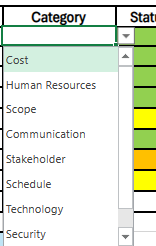 Category Statu
Cost
Human Resources
Scope
Communication
Stakeholder
Schedule
Technology
Security